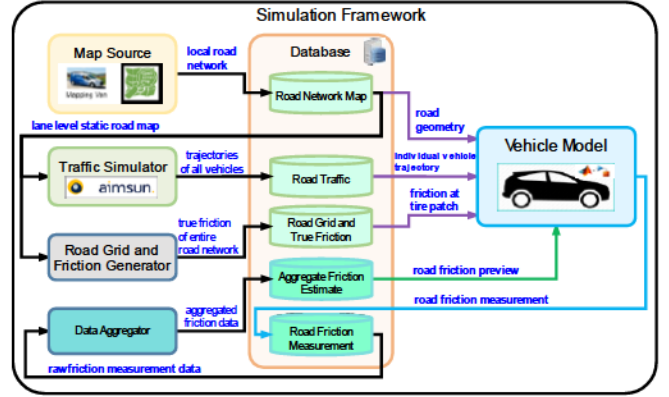 Simulation Framework
Map Source
Mapping Van
local road
network
Database
Road Network Map
lane level static road map
road
geometry
Traffic Simulator
aimsun.
trajectories
of all vehicles
Road Traffic
individual vehicle
trajectory
Vehicle Model
Road Grid and
Friction Generator
true friction
of entire
road network
Road Grid and
True Friction
friction at
tire patch
Aggregate Friction
Estimate
road friction preview
Data Aggregator
aggregated
friction data
Road Friction
Measurement
road friction measurement
rawfriction measurement data